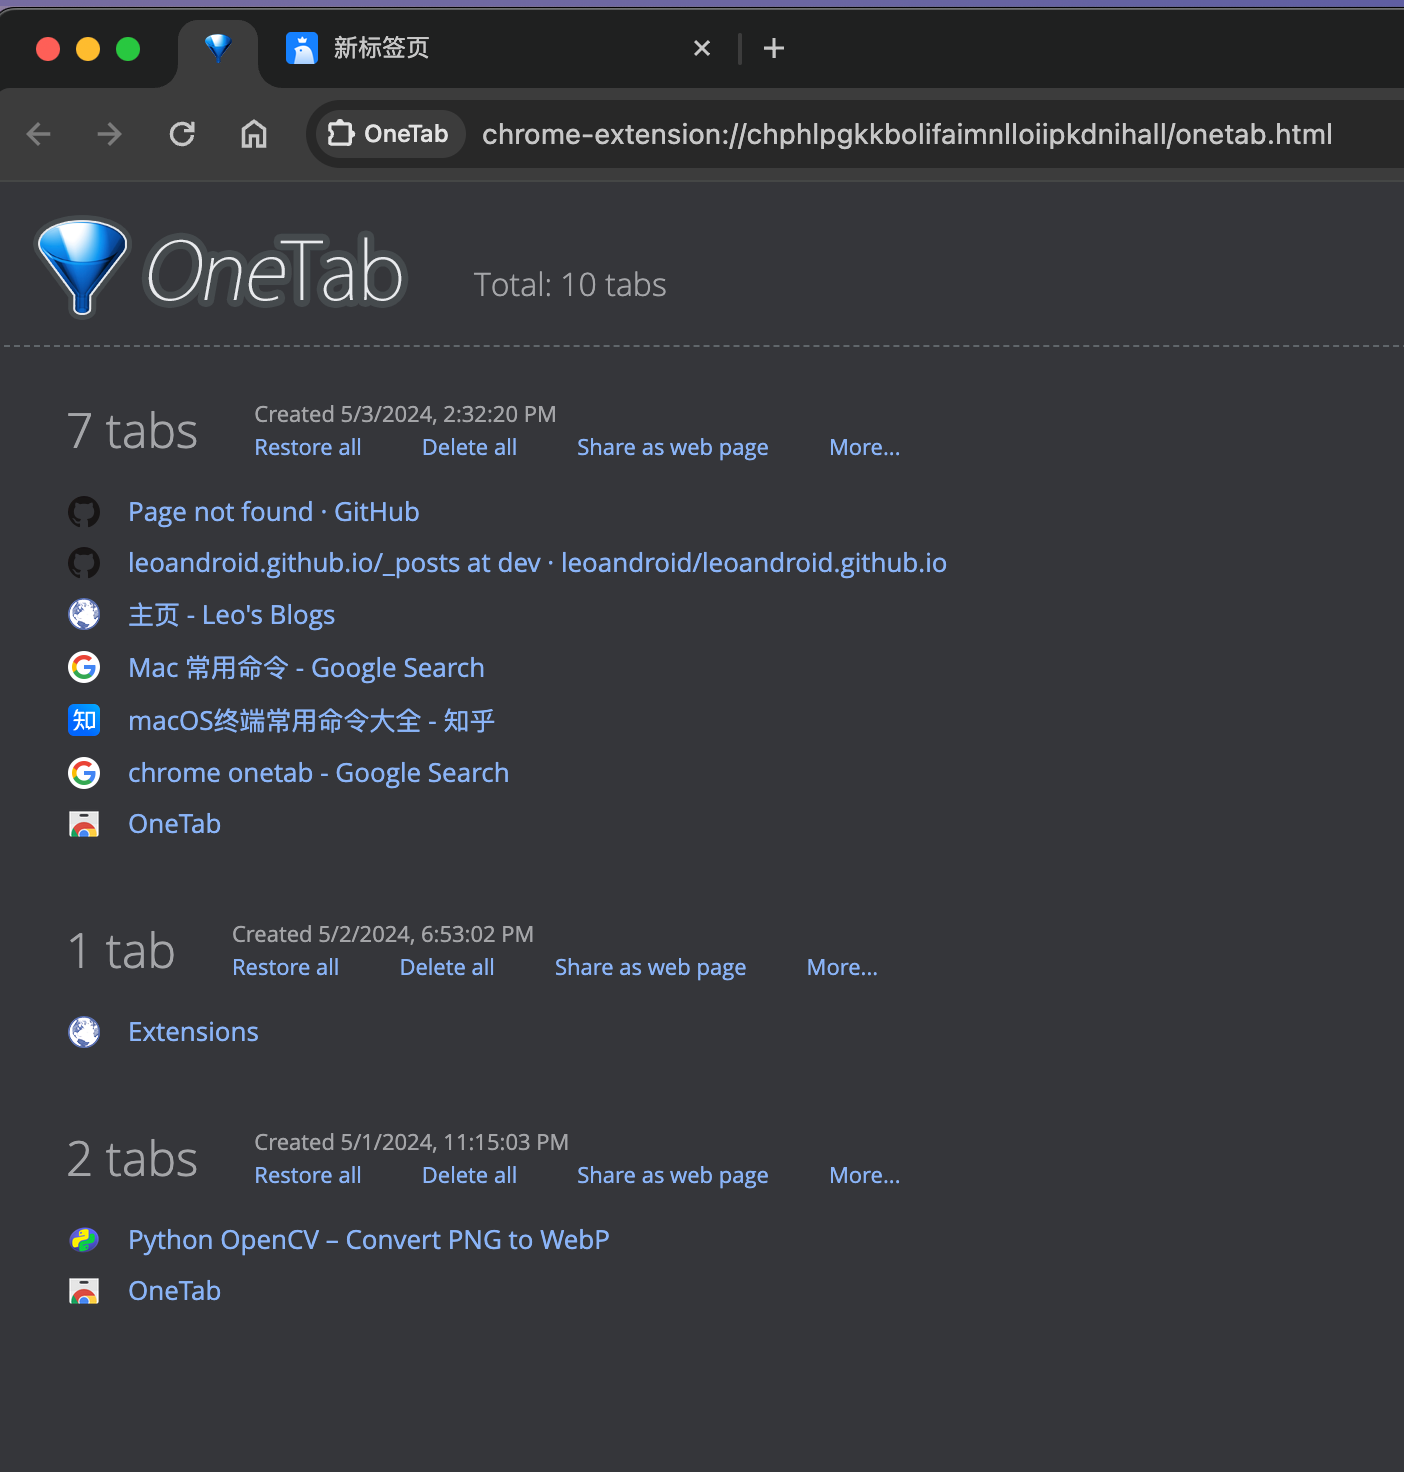 新标签页
OneTab chrome-extension://chphlpgkkbolifaimnlloiipkdnihall/onetab.html
OneTab
Total: 10 tabs
7 tabs
Created 5/3/2024, 2:32:20 PM
Restore all Delete all Share as web page More...
Page not found · GitHub
leoandroid.github.io/_posts at dev · leoandroid/leoandroid.github.io
主页 - Leo's Blogs
Mac 常用命令 - Google Search
知 macOS终端常用命令大全 - 知乎
chrome onetab - Google Search
OneTab
1 tab
Created 5/2/2024, 6:53:02 PM
Restore all Delete all Share as web page More...
Extensions
2 tabs
Created 5/1/2024, 11:15:03 PM
Restore all Delete all Share as web page More...
Python OpenCV – Convert PNG to WebP
OneTab